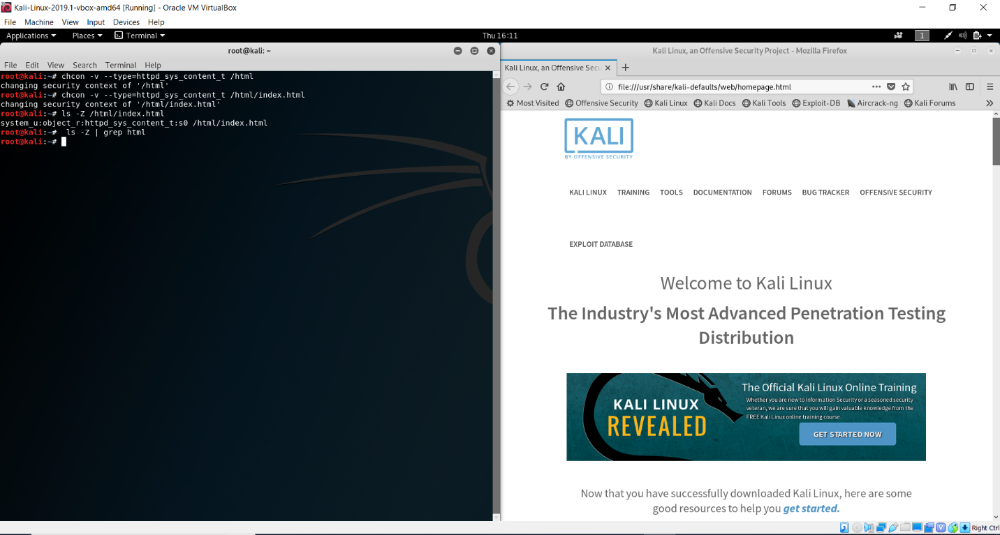 Kali-Linux-2019.1-vbox-amd64 [Running] - Oracle VM VirtualBox
File Machine View Input Devices Help
Applications Places Terminal Thu 16:11 1
root@kali: ~
File Edit View Search Terminal Help
root@kali:~# chcon -v --type=httpd_sys_content_t /html
changing security context of '/html'
root@kali:~# chcon -v --type=httpd_sys_content_t /html/index.html
changing security context of '/html/index.html'
root@kali:~# ls -Z /html/index.html
system_u:object_r:httpd_sys_content_t:s0 /html/index.html
root@kali:~#  ls -Z | grep html
root@kali:~#
Kali Linux, an Offensive Security Project - Mozilla Firefox
Kali Linux, an Offensive Secu
file:///usr/share/kali-defaults/web/homepage.html
Most Visited Offensive Security Kali Linux Kali Docs Kali Tools Exploit-DB Aircrack-ng Kali Forums
KALI
BY OFFENSIVE SECURITY
KALI LINUX TRAINING TOOLS DOCUMENTATION FORUMS BUG TRACKER OFFENSIVE SECURITY
EXPLOIT DATABASE
Welcome to Kali Linux
The Industry's Most Advanced Penetration Testing
Distribution
KALI LINUX
REVEALED
The Official Kali Linux Online Training
Whether you are new to Information Security or a seasoned security
veteran, we are sure that you will gain valuable knowledge from the
FREE Kali Linux online training course.
GET STARTED NOW
Now that you have successfully downloaded Kali Linux, here are some
good resources to help you get started.
Right Ctrl